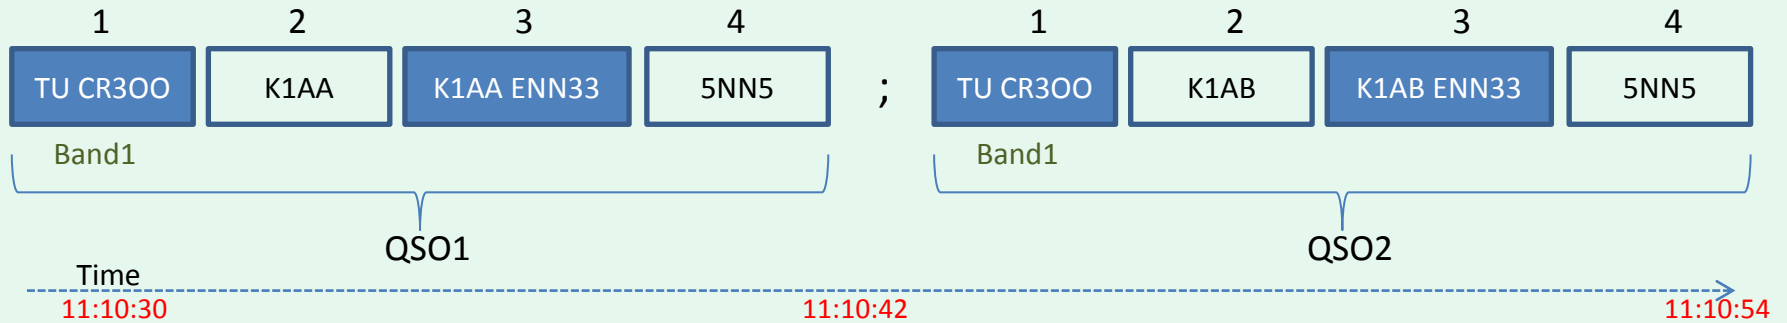 1 2 3 4 1 2 3 4
TU CR3OO K1AA K1AA ENN33 5NN5 ; TU CR3OO K1AB K1AB ENN33 5NN5
Band1 Band1
QSO1 QSO2
Time
11:10:30 11:10:42 11:10:54